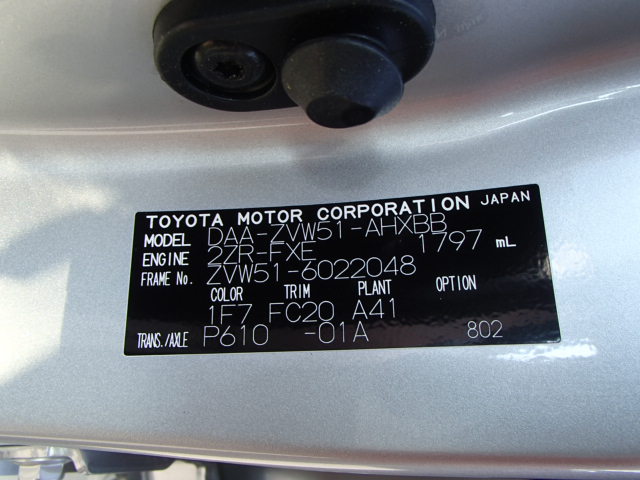 TOYOTA MOTOR CORPORATION JAPAN
MODEL DAA-ZVW51-AHXBB
ENGINE 2ZR-FXE 1797 mL
FRAME No. ZVW51-6022048
COLOR TRIM PLANT OPTION
1F7 FC20 A41
TRANS./AXLE P610 -01A 802